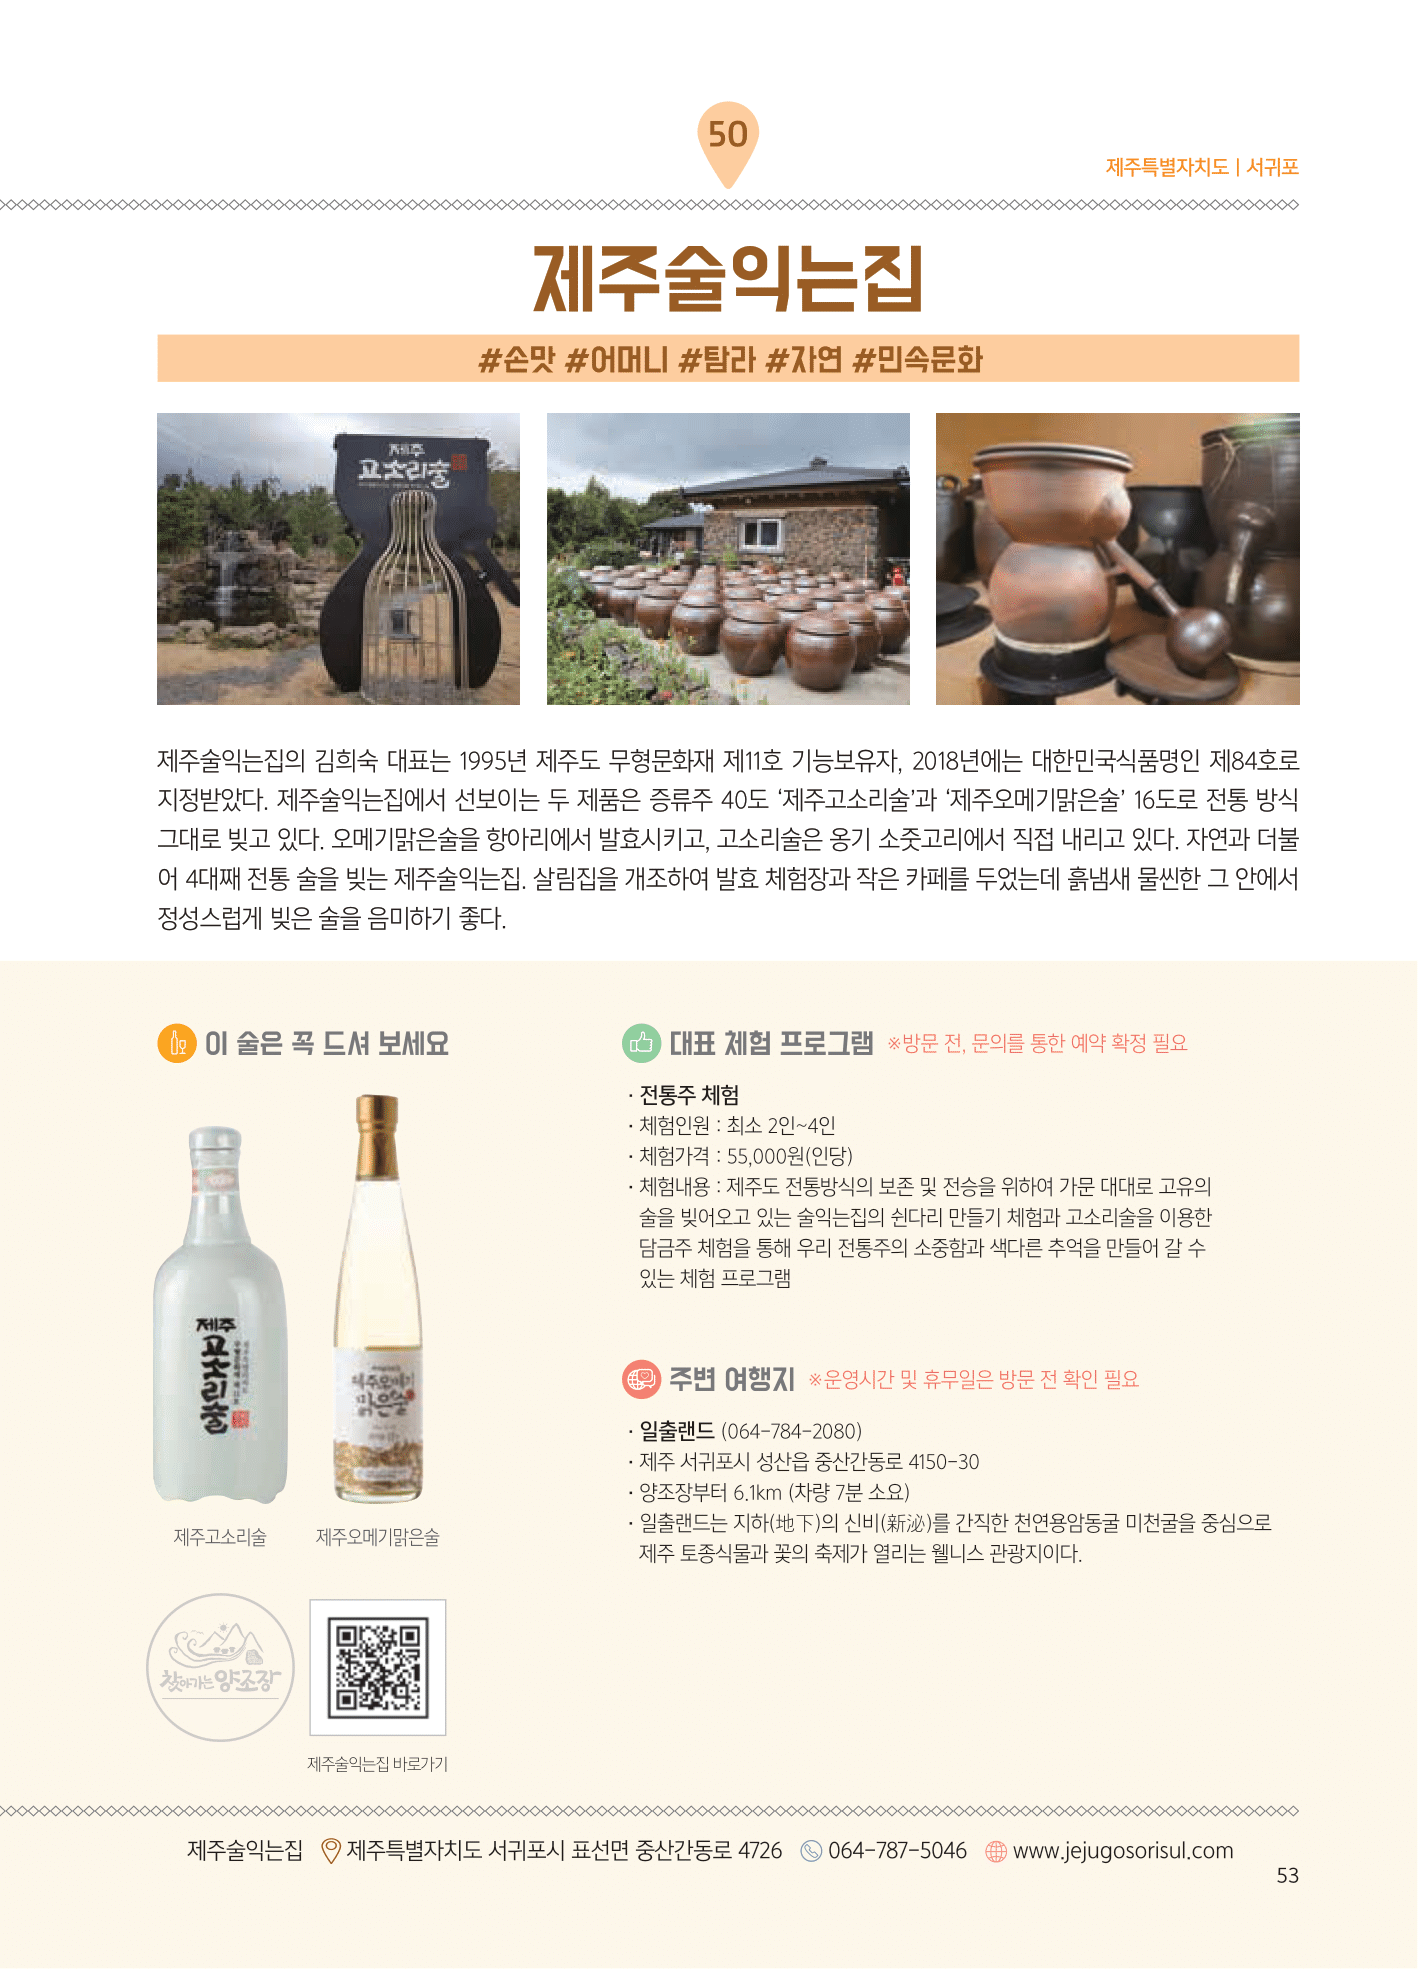 50
제주특별자치도 | 서귀포
제주술익는집
#손맛 #어머니 #탐라 #자연 #민속문화
제주
고소리술
제주술익는집의 김희숙 대표는 1995년 제주도 무형문화재 제11호 기능보유자, 2018년에는 대한민국식품명인 제84호로
지정받았다. 제주술익는집에서 선보이는 두 제품은 증류주 40도 ‘제주고소리술’과 ‘제주오메기맑은술’ 16도로 전통 방식
그대로 빚고 있다. 오메기맑은술을 항아리에서 발효시키고, 고소리술은 옹기 소줏고리에서 직접 내리고 있다. 자연과 더불
어 4대째 전통 술을 빚는 제주술익는집. 살림집을 개조하여 발효 체험장과 작은 카페를 두었는데 흙냄새 물씬한 그 안에서
정성스럽게 빚은 술을 음미하기 좋다.
이 술은 꼭 드셔 보세요
제주
고소리술
제주오메기
맑은술
제주고소리술
제주오메기맑은술
찾아가는 양조장
제주술익는집 바로가기
대표 체험 프로그램 ※방문 전, 문의를 통한 예약 확정 필요
· 전통주 체험
· 체험인원 : 최소 2인~4인
· 체험가격 : 55,000원(인당)
· 체험내용 : 제주도 전통방식의 보존 및 전승을 위하여 가문 대대로 고유의
술을 빚어오고 있는 술익는집의 쉰다리 만들기 체험과 고소리술을 이용한
담금주 체험을 통해 우리 전통주의 소중함과 색다른 추억을 만들어 갈 수
있는 체험 프로그램
주변 여행지 ※운영시간 및 휴무일은 방문 전 확인 필요
· 일출랜드 (064-784-2080)
· 제주 서귀포시 성산읍 중산간동로 4150-30
· 양조장부터 6.1km (차량 7분 소요)
· 일출랜드는 지하(地下)의 신비(新泌)를 간직한 천연용암동굴 미천굴을 중심으로
제주 토종식물과 꽃의 축제가 열리는 웰니스 관광지이다.
제주술익는집 제주특별자치도 서귀포시 표선면 중산간동로 4726 064-787-5046 www.jejugosorisul.com
53